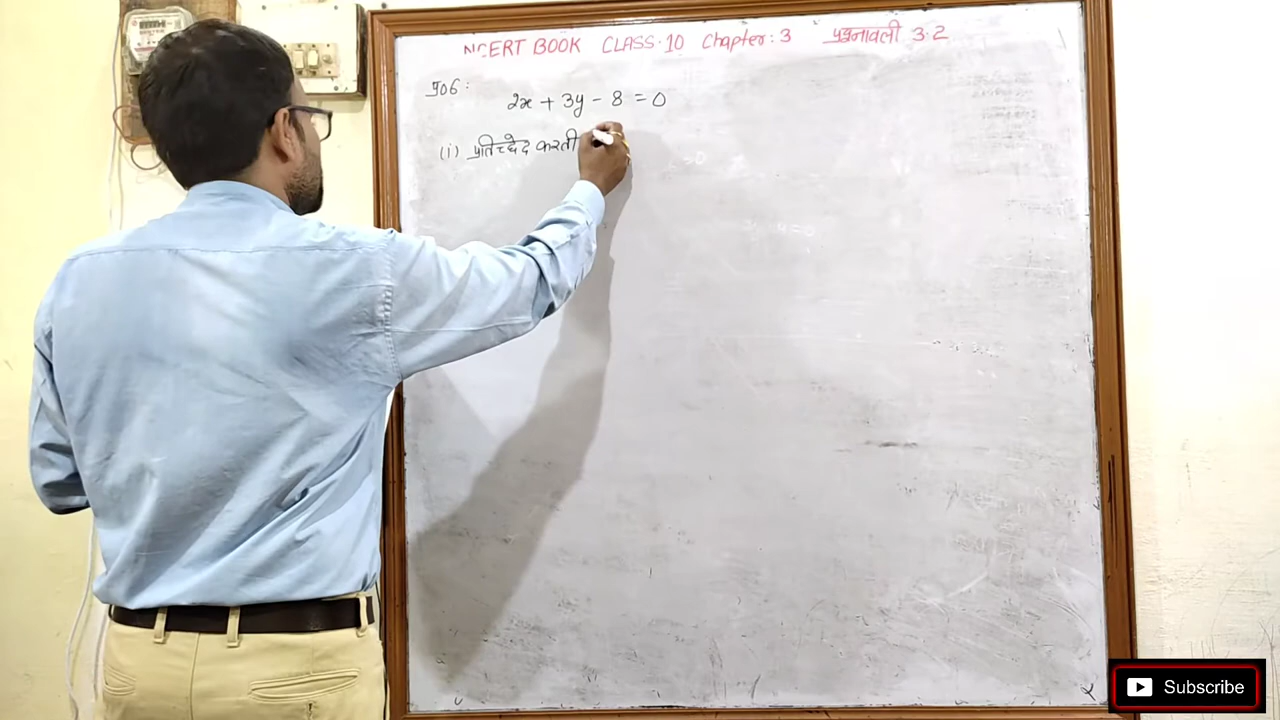 NCERT BOOK CLASS·10 Chapter:3 प्रश्नावली 3.2
प्र06:
2x + 3y - 8 = 0
(i) प्रतिच्छेद करती
Subscribe